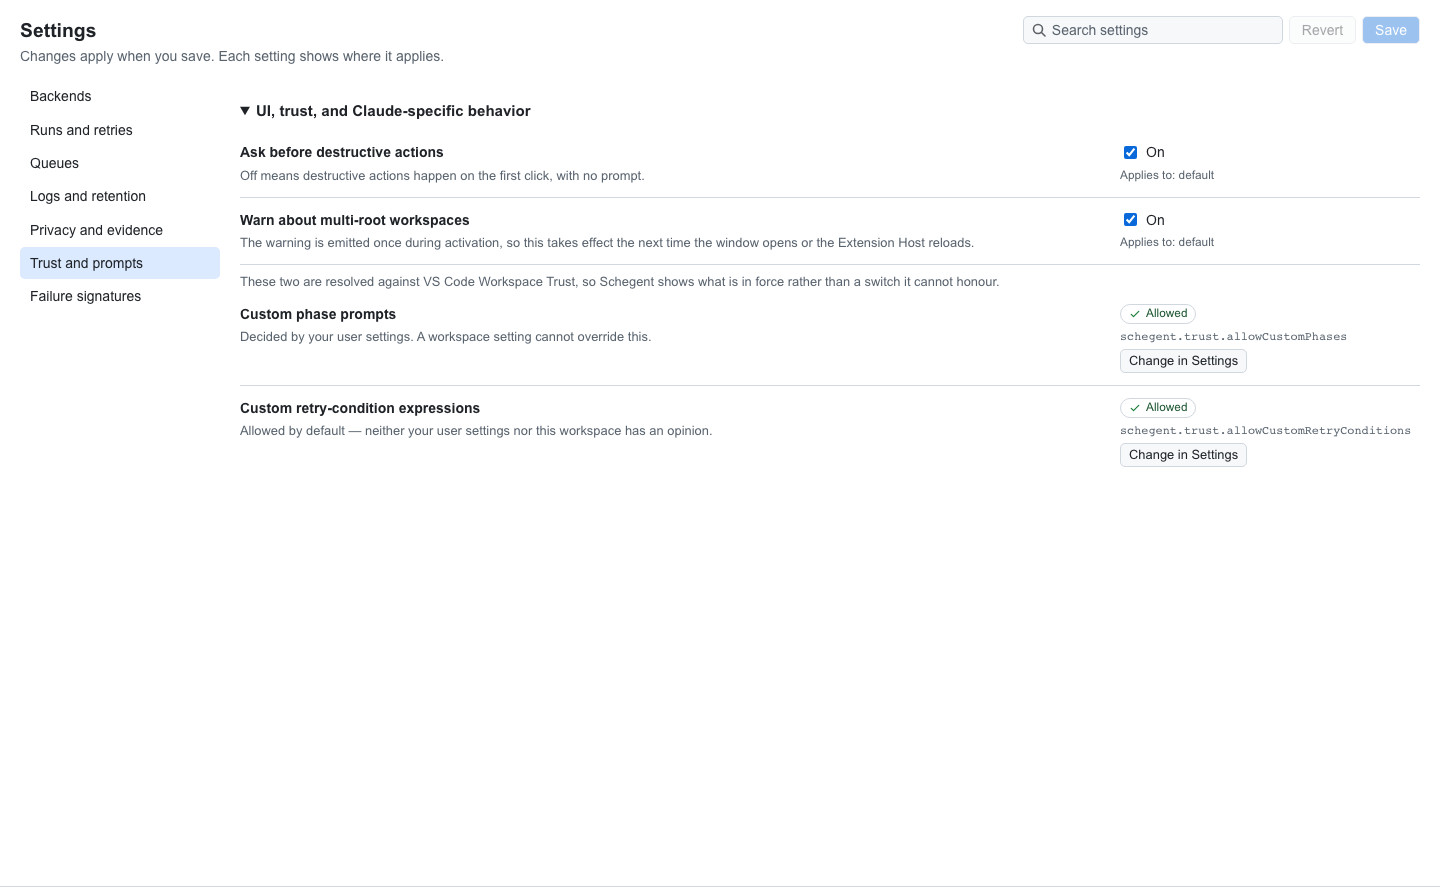 Settings
Changes apply when you save. Each setting shows where it applies.
Search settings
Revert
Save
Backends
Runs and retries
Queues
Logs and retention
Privacy and evidence
Trust and prompts
Failure signatures
UI, trust, and Claude-specific behavior
Ask before destructive actions
Off means destructive actions happen on the first click, with no prompt.
On
Applies to: default
Warn about multi-root workspaces
The warning is emitted once during activation, so this takes effect the next time the window opens or the Extension Host reloads.
On
Applies to: default
These two are resolved against VS Code Workspace Trust, so Schegent shows what is in force rather than a switch it cannot honour.
Custom phase prompts
Decided by your user settings. A workspace setting cannot override this.
Allowed
schegent.trust.allowCustomPhases
Change in Settings
Custom retry-condition expressions
Allowed by default — neither your user settings nor this workspace has an opinion.
Allowed
schegent.trust.allowCustomRetryConditions
Change in Settings